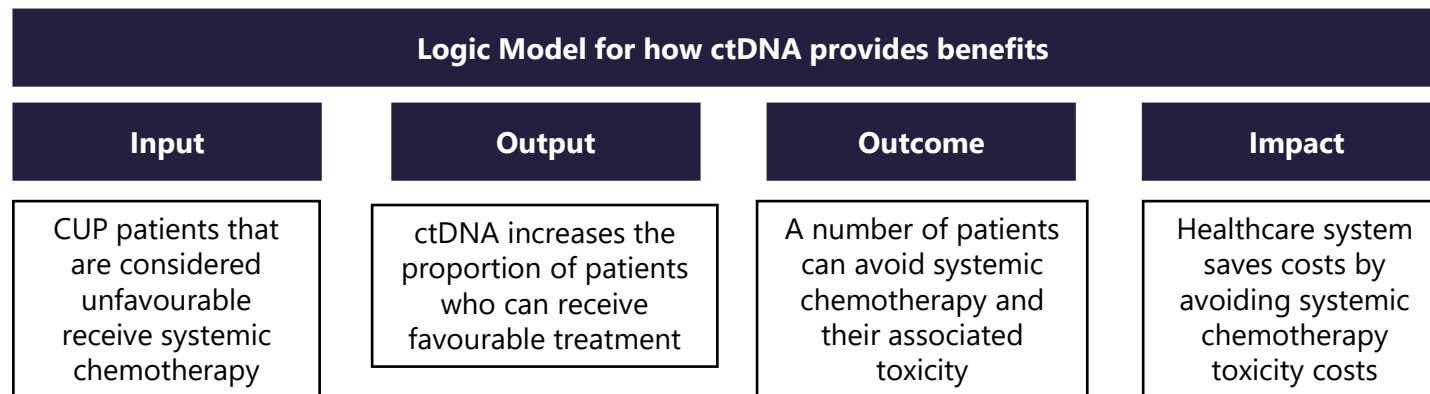 Logic Model for how ctDNA provides benefits
Input
Output
Outcome
Impact
CUP patients that
are considered
unfavourable
receive systemic
chemotherapy
ctDNA increases the
proportion of patients
who can receive
favourable treatment
A number of patients
can avoid systemic
chemotherapy and
their associated
toxicity
Healthcare system
saves costs by
avoiding systemic
chemotherapy
toxicity costs